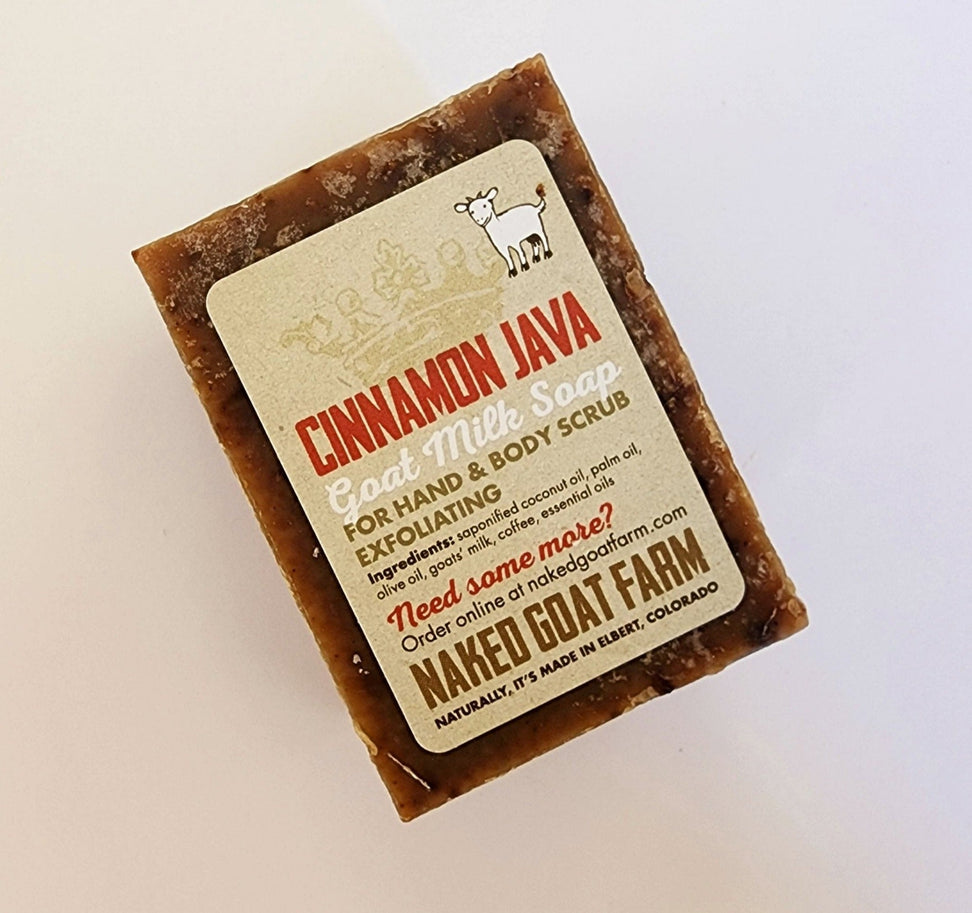 CINNAMON JAVA
Goat Milk Soap
FOR HAND & BODY SCRUB
EXFOLIATING
Ingredients: saponified coconut oil, palm oil,
olive oil, goats' milk, coffee, essential oils
Need some more?
Order online at nakedgoatfarm.com
NAKED GOAT FARM
NATURALLY, IT'S MADE IN ELBERT, COLORADO